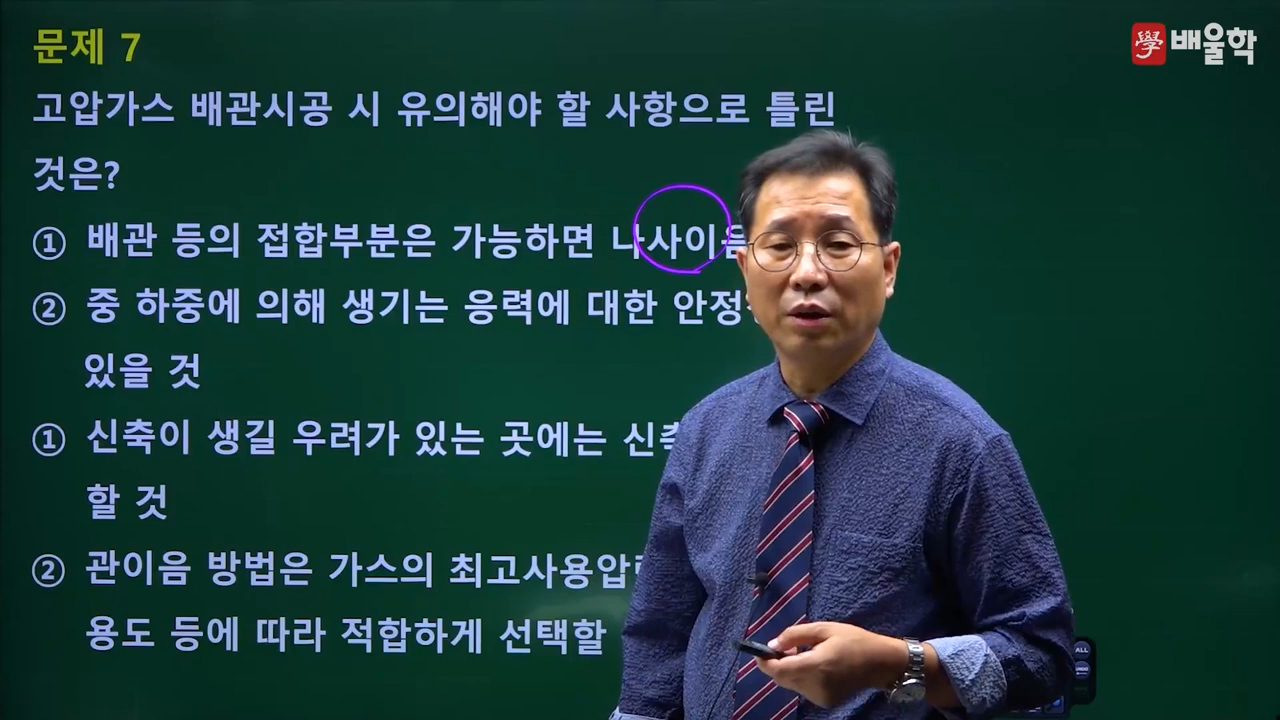 문제 7
學 배울학
고압가스 배관시공 시 유의해야 할 사항으로 틀린
것은?
① 배관 등의 접합부분은 가능하면 나사이음
② 중 하중에 의해 생기는 응력에 대한
있을 것
① 신축이 생길 우려가 있는 곳에는
할 것
② 관이음 방법은 가스의 최고사용압력
용도 등에 따라 적합하게 선택할
ALL